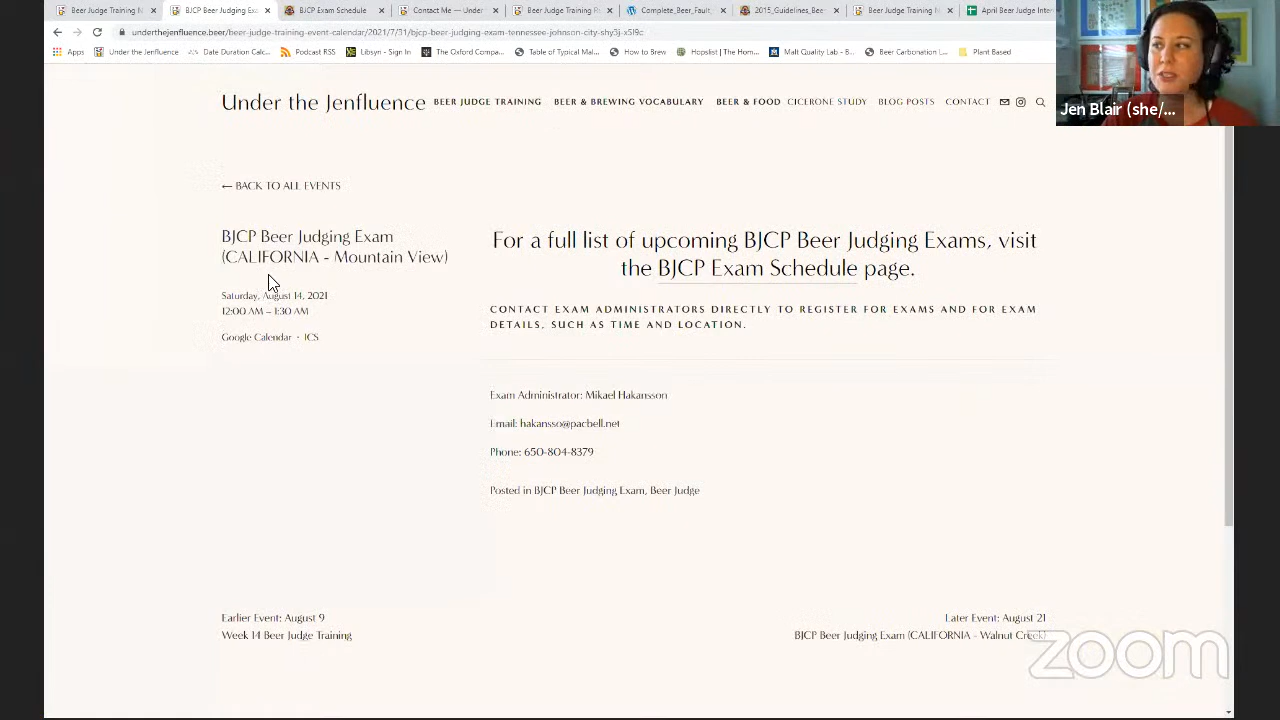 Beer Judge Training N
BJCP Beer Judging Exa
BJCP Exam Schedule
Contact Me — Under
Beer Judge Training Re
Complete_Beer_Fault_
2015_Guidelines_Beer
Beer Judge Training N
April Beer Judge Inter
underthejenfluence.beer/beer-judge-training-event-calendar/2021/7/31/bjcp-beer-judging-exam-tennessee-johnson-city-shy3j-x5l9c
Apps
Under the Jenfluence
Date Duration Calc...
Podcast RSS
Libsyn - Sign In
The Oxford Compa...
Table of Typical Mal...
How to Brew
Hopslist | The Hom...
Malt Quality Lab - B...
Beer Carbonation L...
Plant Based
Jen Blair (she/...
Under the Jenfluence
BEER JUDGE TRAINING
BEER & BREWING VOCABULARY
BEER & FOOD
CICERONE STUDY
BLOG POSTS
CONTACT
← BACK TO ALL EVENTS
BJCP Beer Judging Exam
(CALIFORNIA - Mountain View)
Saturday, August 14, 2021
12:00 AM – 1:30 AM
Google Calendar · ICS
For a full list of upcoming BJCP Beer Judging Exams, visit
the BJCP Exam Schedule page.
CONTACT EXAM ADMINISTRATORS DIRECTLY TO REGISTER FOR EXAMS AND FOR EXAM
DETAILS, SUCH AS TIME AND LOCATION.
Exam Administrator: Mikael Hakansson
Email: hakansso@pacbell.net
Phone: 650-804-8379
Posted in BJCP Beer Judging Exam, Beer Judge
Earlier Event: August 9
Week 14 Beer Judge Training
Later Event: August 21
BJCP Beer Judging Exam (CALIFORNIA - Walnut Creek)
zoom